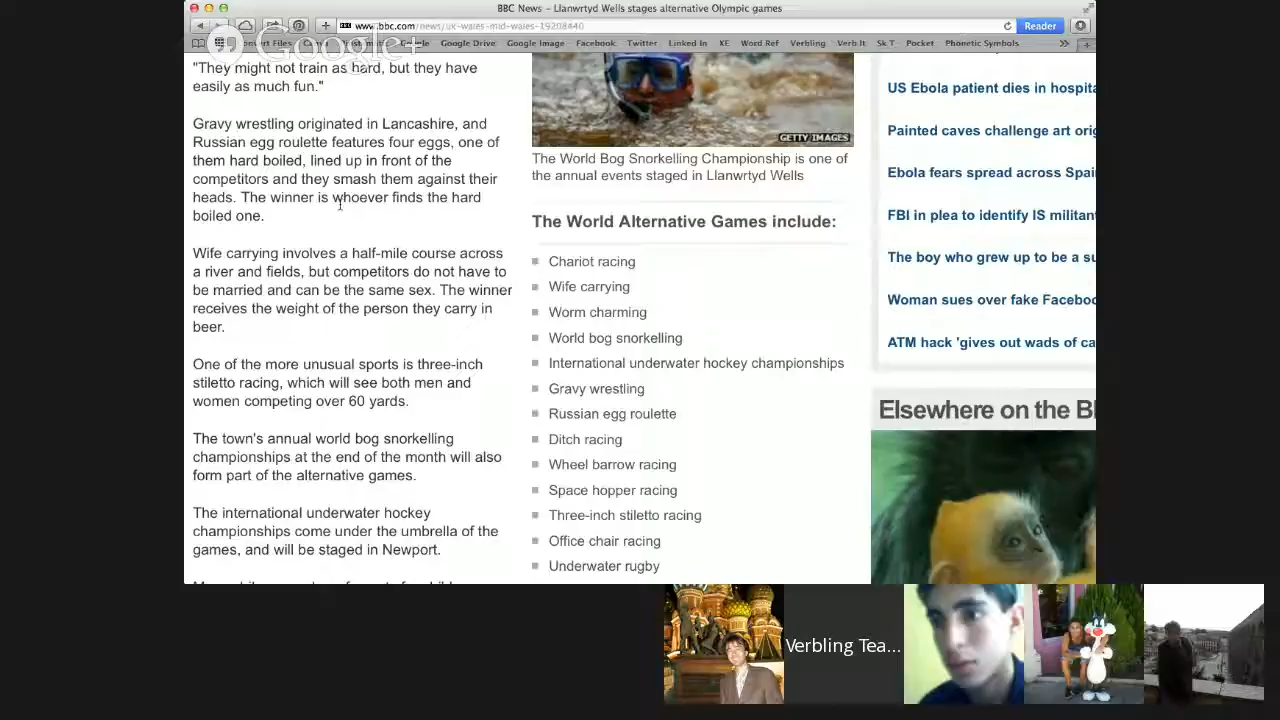 BBC News – Llanwrtyd Wells stages alternative Olympic games
www.bbc.com/news/uk-wales-mid-wales-19208440
Reader
Google+
Convert Files
Google Drive
Google Image
Facebook
Twitter
Linked In
XE
Word Ref
Verbling
Verb It
Sk T
Pocket
Phonetic Symbols
"They might not train as hard, but they have
easily as much fun."
Gravy wrestling originated in Lancashire, and
Russian egg roulette features four eggs, one of
them hard boiled, lined up in front of the
competitors and they smash them against their
heads. The winner is whoever finds the hard
boiled one.
Wife carrying involves a half-mile course across
a river and fields, but competitors do not have to
be married and can be the same sex. The winner
receives the weight of the person they carry in
beer.
One of the more unusual sports is three-inch
stiletto racing, which will see both men and
women competing over 60 yards.
The town's annual world bog snorkelling
championships at the end of the month will also
form part of the alternative games.
The international underwater hockey
championships come under the umbrella of the
games, and will be staged in Newport.
GETTY IMAGES
The World Bog Snorkelling Championship is one of
the annual events staged in Llanwrtyd Wells
The World Alternative Games include:
Chariot racing
Wife carrying
Worm charming
World bog snorkelling
International underwater hockey championships
Gravy wrestling
Russian egg roulette
Ditch racing
Wheel barrow racing
Space hopper racing
Three-inch stiletto racing
Office chair racing
Underwater rugby
US Ebola patient dies in hospita
Painted caves challenge art orig
Ebola fears spread across Spai
FBI in plea to identify IS militan
The boy who grew up to be a su
Woman sues over fake Faceboo
ATM hack 'gives out wads of ca
Elsewhere on the B
Verbling Tea...